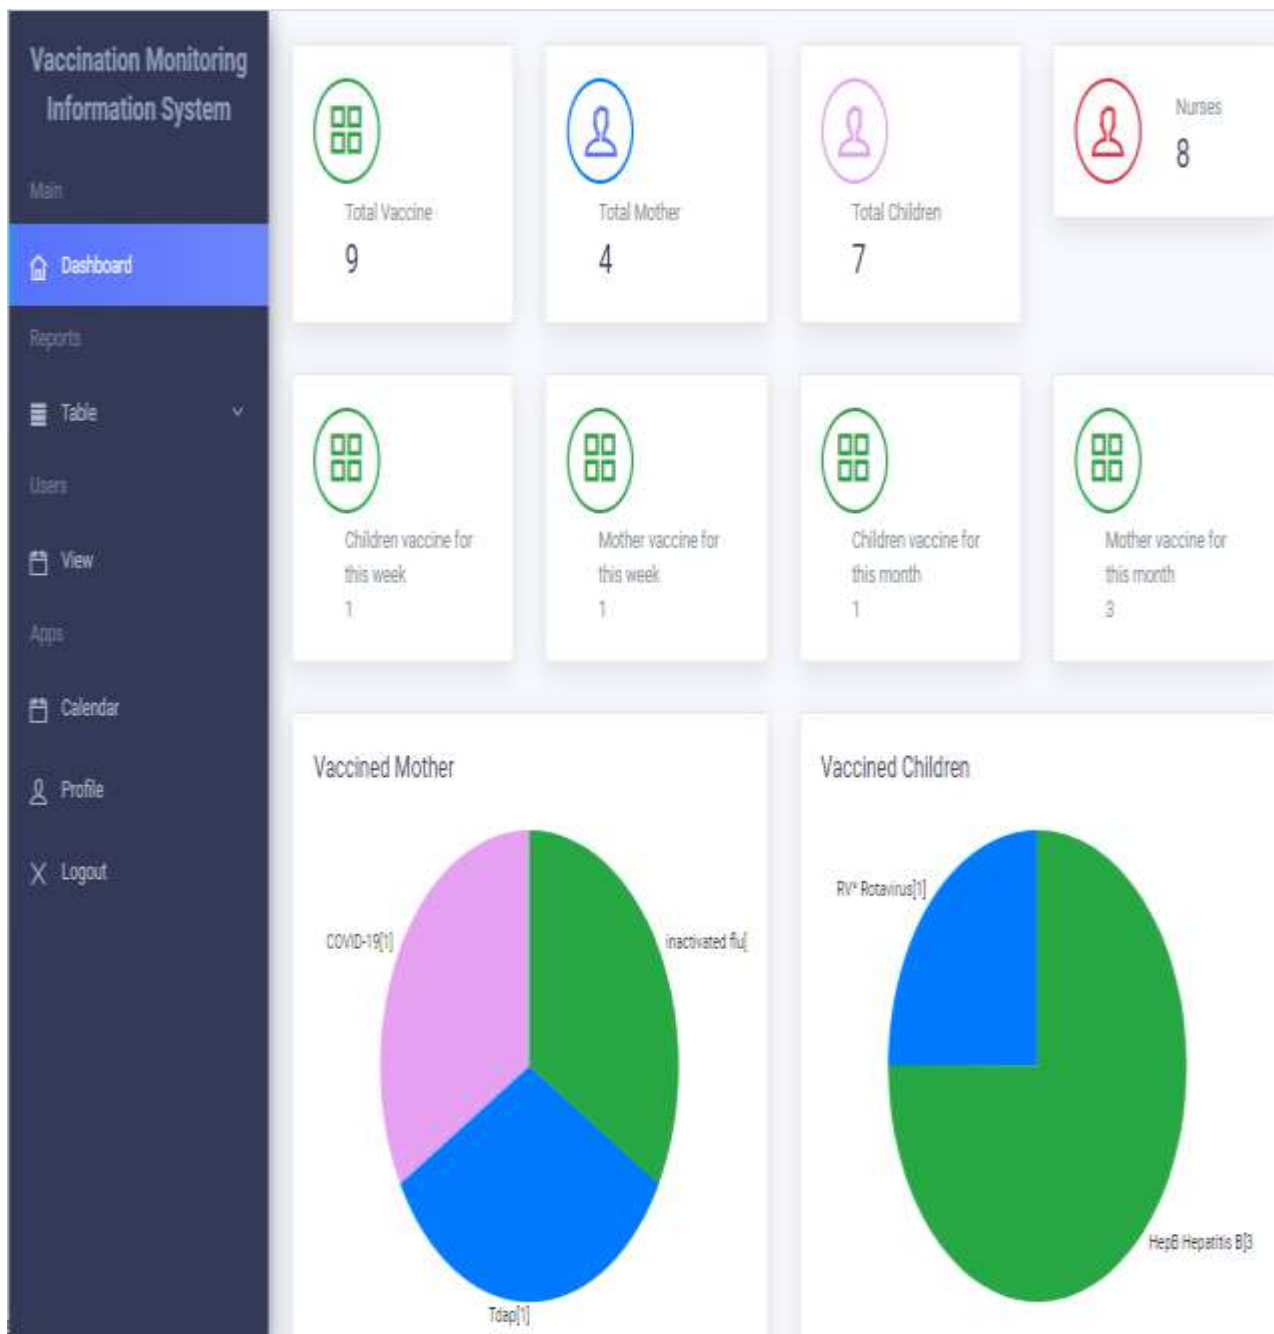 Vaccination Monitoring
Information System
Main
Dashboard
Reports
Table
Users
View
Apps
Calendar
Profile
Logout
Total Vaccine
9
Total Mother
4
Total Children
7
Nurses
8
Children vaccine for
this week
1
Mother vaccine for
this week
1
Children vaccine for
this month
1
Mother vaccine for
this month
3
Vaccined Mother
COVID-19[1]
inactivated flu[
Tdap[1]
Vaccined Children
RV* Rotavirus[1]
HepB Hepatitis B[3